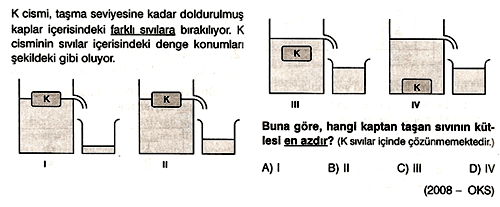 K cismi, taşma seviyesine kadar doldurulmuş
kaplar içerisindeki farklı sıvılara bırakılıyor. K
cisminin sıvılar içerisindeki denge konumları
şekildeki gibi oluyor.
K
K
I
II
K
K
III
IV
Buna göre, hangi kaptan taşan sıvının küt-
lesi en azdır? (K sıvılar içinde çözünmemektedir.)
A) I B) II C) III D) IV
(2008 – OKS)